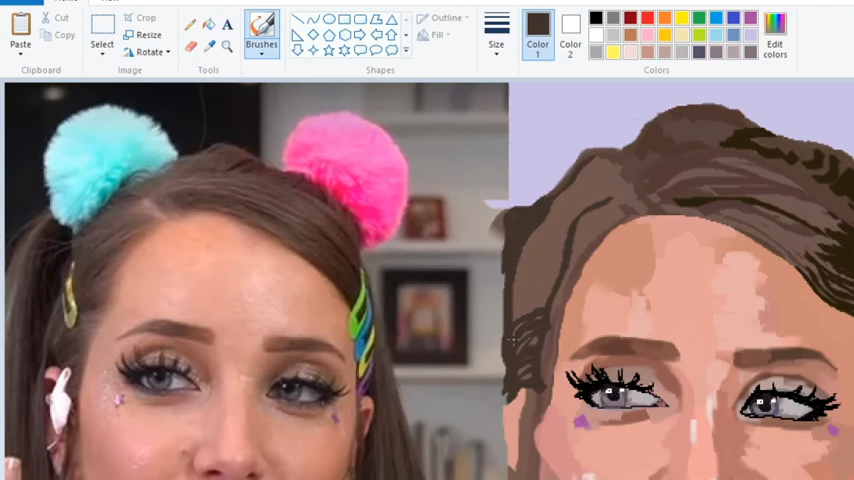 Paste
Cut
Copy
Clipboard
Select
Crop
Resize
Rotate
Image
A
Tools
Brushes
Shapes
Outline
Fill
Size
Color
1
Color
2
Colors
Edit
colors